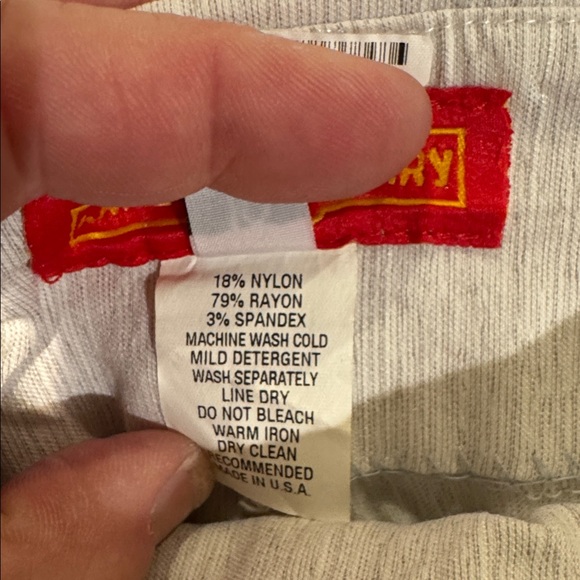 18% NYLON
79% RAYON
3% SPANDEX
MACHINE WASH COLD
MILD DETERGENT
WASH SEPARATELY
LINE DRY
DO NOT BLEACH
WARM IRON
DRY CLEAN
RECOMMENDED
MADE IN U.S.A.